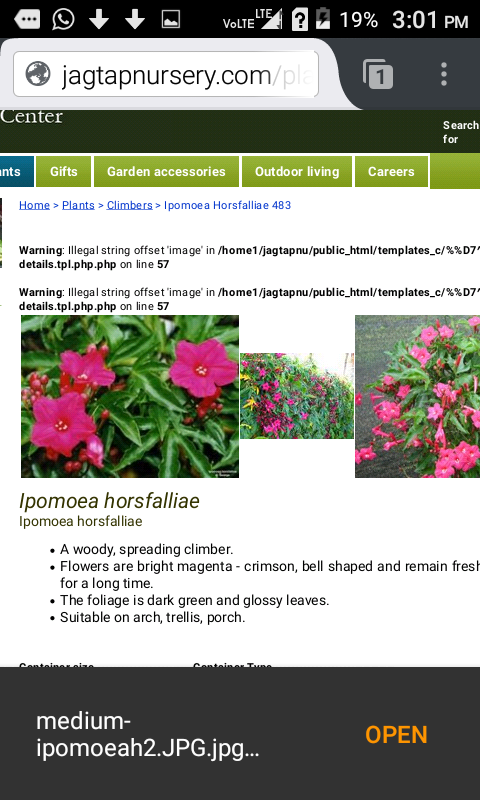 VoLTE LTE 19% 3:01 PM
jagtapnursery.com/pla
1
Center
Search
for
nts Gifts Garden accessories Outdoor living Careers
Home > Plants > Climbers > Ipomoea Horsfalliae 483
Warning: Illegal string offset 'image' in /home1/jagtapnu/public_html/templates_c/%%D7^
details.tpl.php.php on line 57
Warning: Illegal string offset 'image' in /home1/jagtapnu/public_html/templates_c/%%D7^
details.tpl.php.php on line 57
Ipomoea horsfalliae
Ipomoea horsfalliae
• A woody, spreading climber.
• Flowers are bright magenta - crimson, bell shaped and remain fresh
for a long time.
• The foliage is dark green and glossy leaves.
• Suitable on arch, trellis, porch.
Container size Container Type
medium-
ipomoeah2.JPG.jpg... OPEN